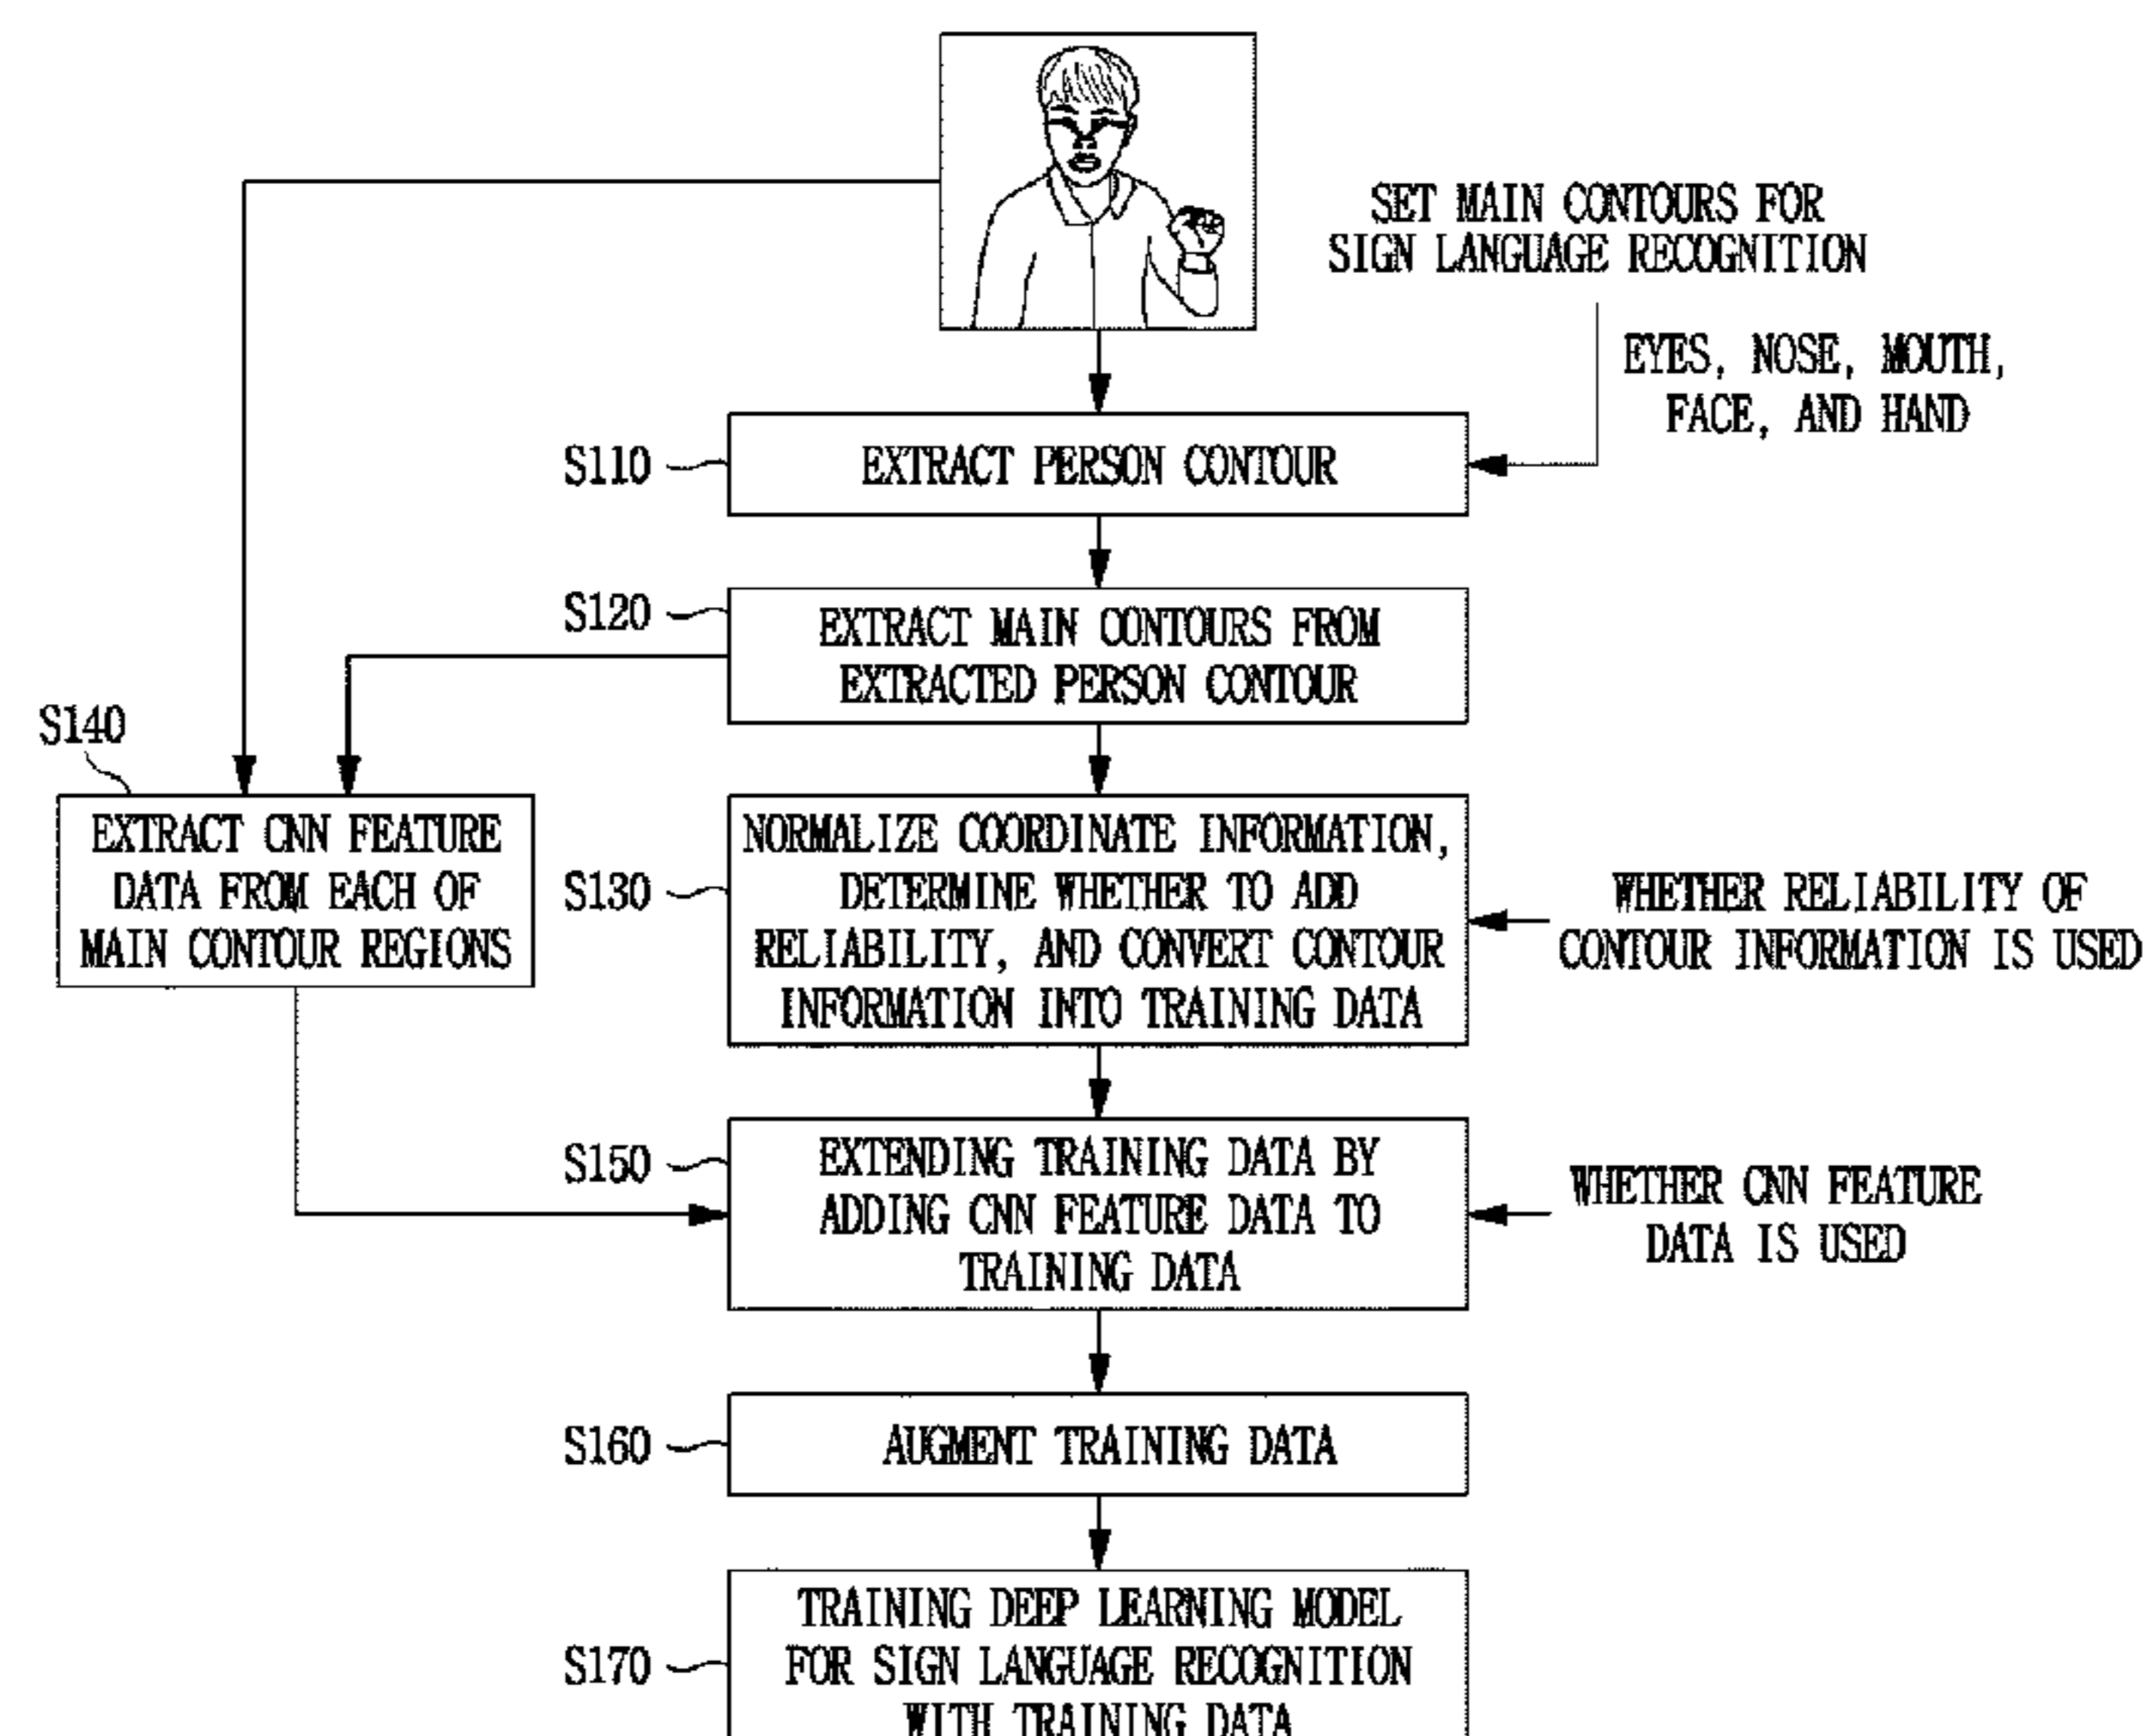 SET MAIN CONTOURS FOR
SIGN LANGUAGE RECOGNITION
EYES, NOSE, MOUTH,
FACE, AND HAND
S110
EXTRACT PERSON CONTOUR
S120
EXTRACT MAIN CONTOURS FROM
EXTRACTED PERSON CONTOUR
S140
EXTRACT CNN FEATURE
DATA FROM EACH OF
MAIN CONTOUR REGIONS
S130
NORMALIZE COORDINATE INFORMATION,
DETERMINE WHETHER TO ADD
RELIABILITY, AND CONVERT CONTOUR
INFORMATION INTO TRAINING DATA
WHETHER RELIABILITY OF
CONTOUR INFORMATION IS USED
S150
EXTENDING TRAINING DATA BY
ADDING CNN FEATURE DATA TO
TRAINING DATA
WHETHER CNN FEATURE
DATA IS USED
S160
AUGMENT TRAINING DATA
S170
TRAINING DEEP LEARNING MODEL
FOR SIGN LANGUAGE RECOGNITION
WITH TRAINING DATA